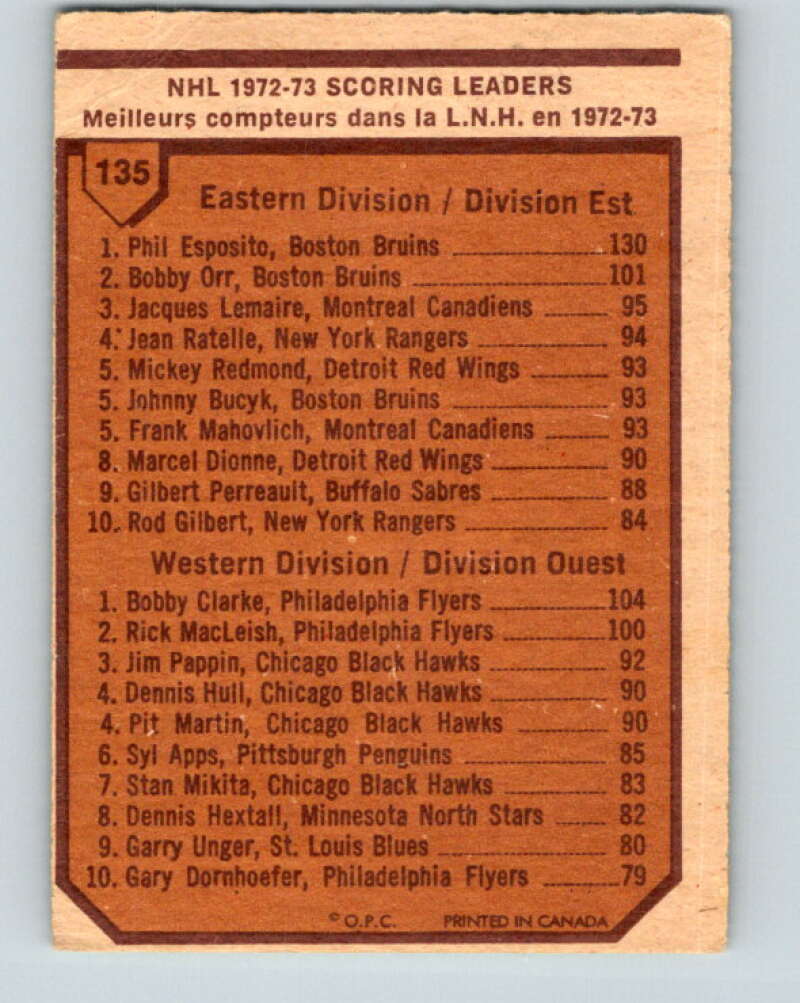 NHL 1972-73 SCORING LEADERS
Meilleurs compteurs dans la L.N.H. en 1972-73
135
Eastern Division / Division Est
1. Phil Esposito, Boston Bruins 130
2. Bobby Orr, Boston Bruins 101
3. Jacques Lemaire, Montreal Canadiens 95
4. Jean Ratelle, New York Rangers 94
5. Mickey Redmond, Detroit Red Wings 93
5. Johnny Bucyk, Boston Bruins 93
5. Frank Mahovlich, Montreal Canadiens 93
8. Marcel Dionne, Detroit Red Wings 90
9. Gilbert Perreault, Buffalo Sabres 88
10. Rod Gilbert, New York Rangers 84
Western Division / Division Ouest
1. Bobby Clarke, Philadelphia Flyers 104
2. Rick MacLeish, Philadelphia Flyers 100
3. Jim Pappin, Chicago Black Hawks 92
4. Dennis Hull, Chicago Black Hawks 90
4. Pit Martin, Chicago Black Hawks 90
6. Syl Apps, Pittsburgh Penguins 85
7. Stan Mikita, Chicago Black Hawks 83
8. Dennis Hextall, Minnesota North Stars 82
9. Garry Unger, St. Louis Blues 80
10. Gary Dornhoefer, Philadelphia Flyers 79
© O.P.C. PRINTED IN CANADA